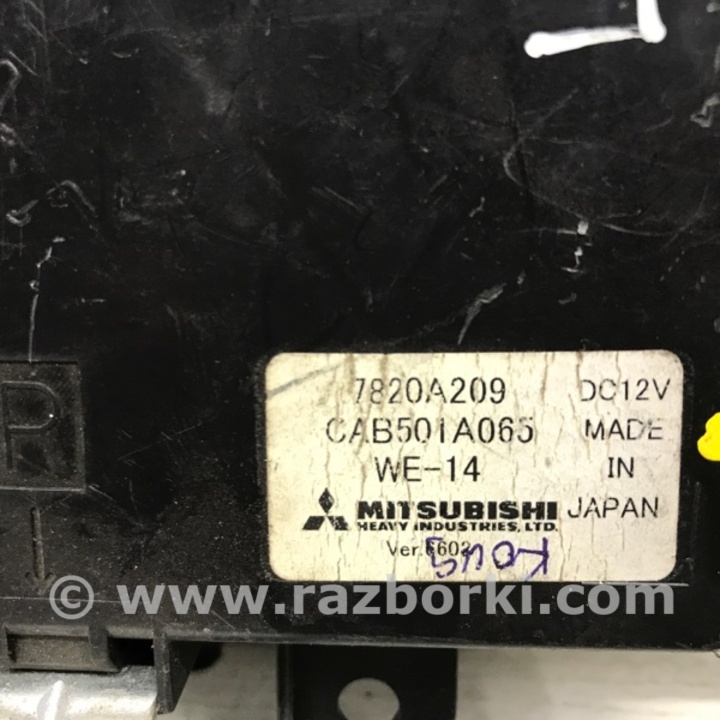 R
7820A209 DC12V
CAB501A065 MADE
WE-14 IN
MITSUBISHI JAPAN
HEAVY INDUSTRIES, LTD.
© www.razborki.com